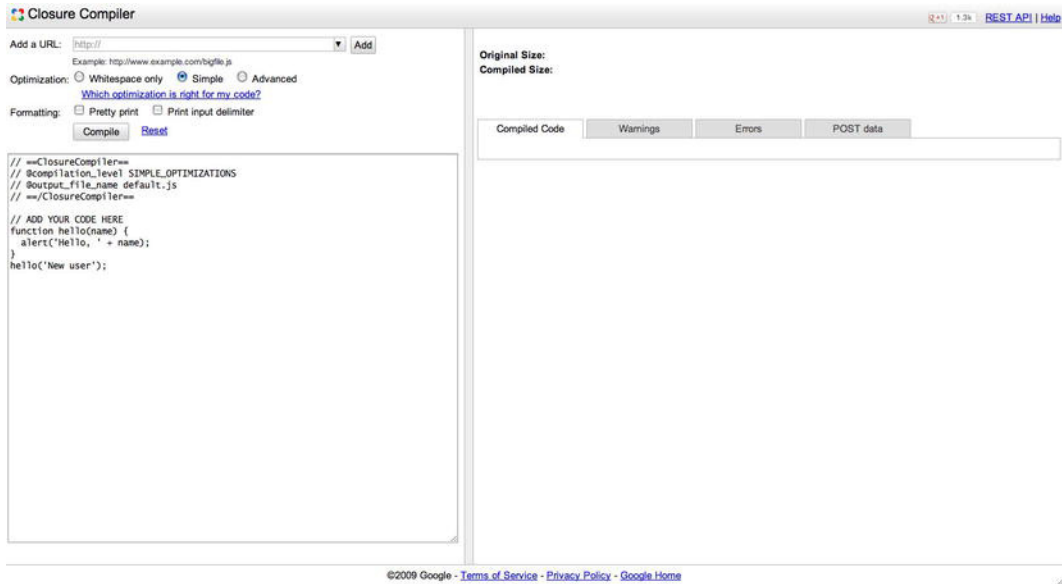 Closure Compiler
+1 1.3k REST API | Help
Add a URL: http:// Add
Example: http://www.example.com/bigfile.js
Optimization: Whitespace only Simple Advanced
Which optimization is right for my code?
Formatting: Pretty print Print input delimiter
Compile Reset
// ==ClosureCompiler==
// @compilation_level SIMPLE_OPTIMIZATIONS
// @output_file_name default.js
// ==/ClosureCompiler==
// ADD YOUR CODE HERE
function hello(name) {
alert('Hello, ' + name);
}
hello('New user');
Original Size:
Compiled Size:
Compiled Code Warnings Errors POST data
©2009 Google - Terms of Service - Privacy Policy - Google Home